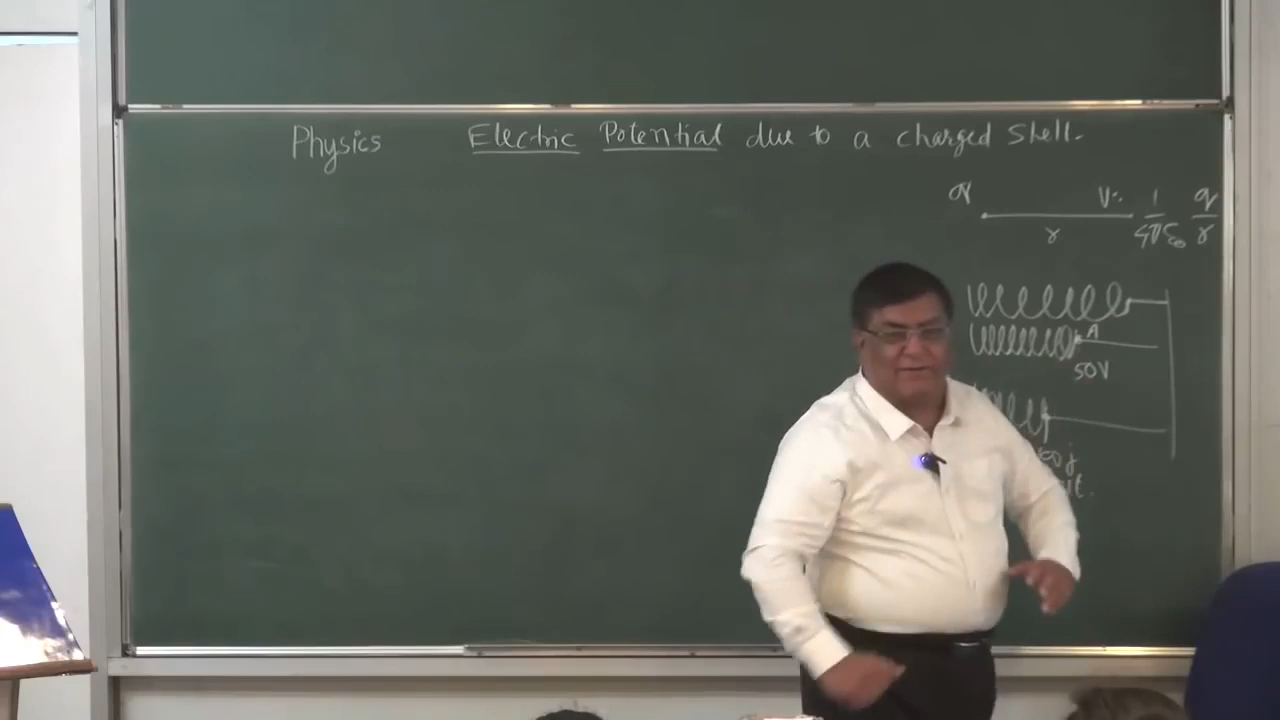 Physics Electric Potential due to a charged Shell.
q V = 1/4πε₀ q/r
r
A
50V